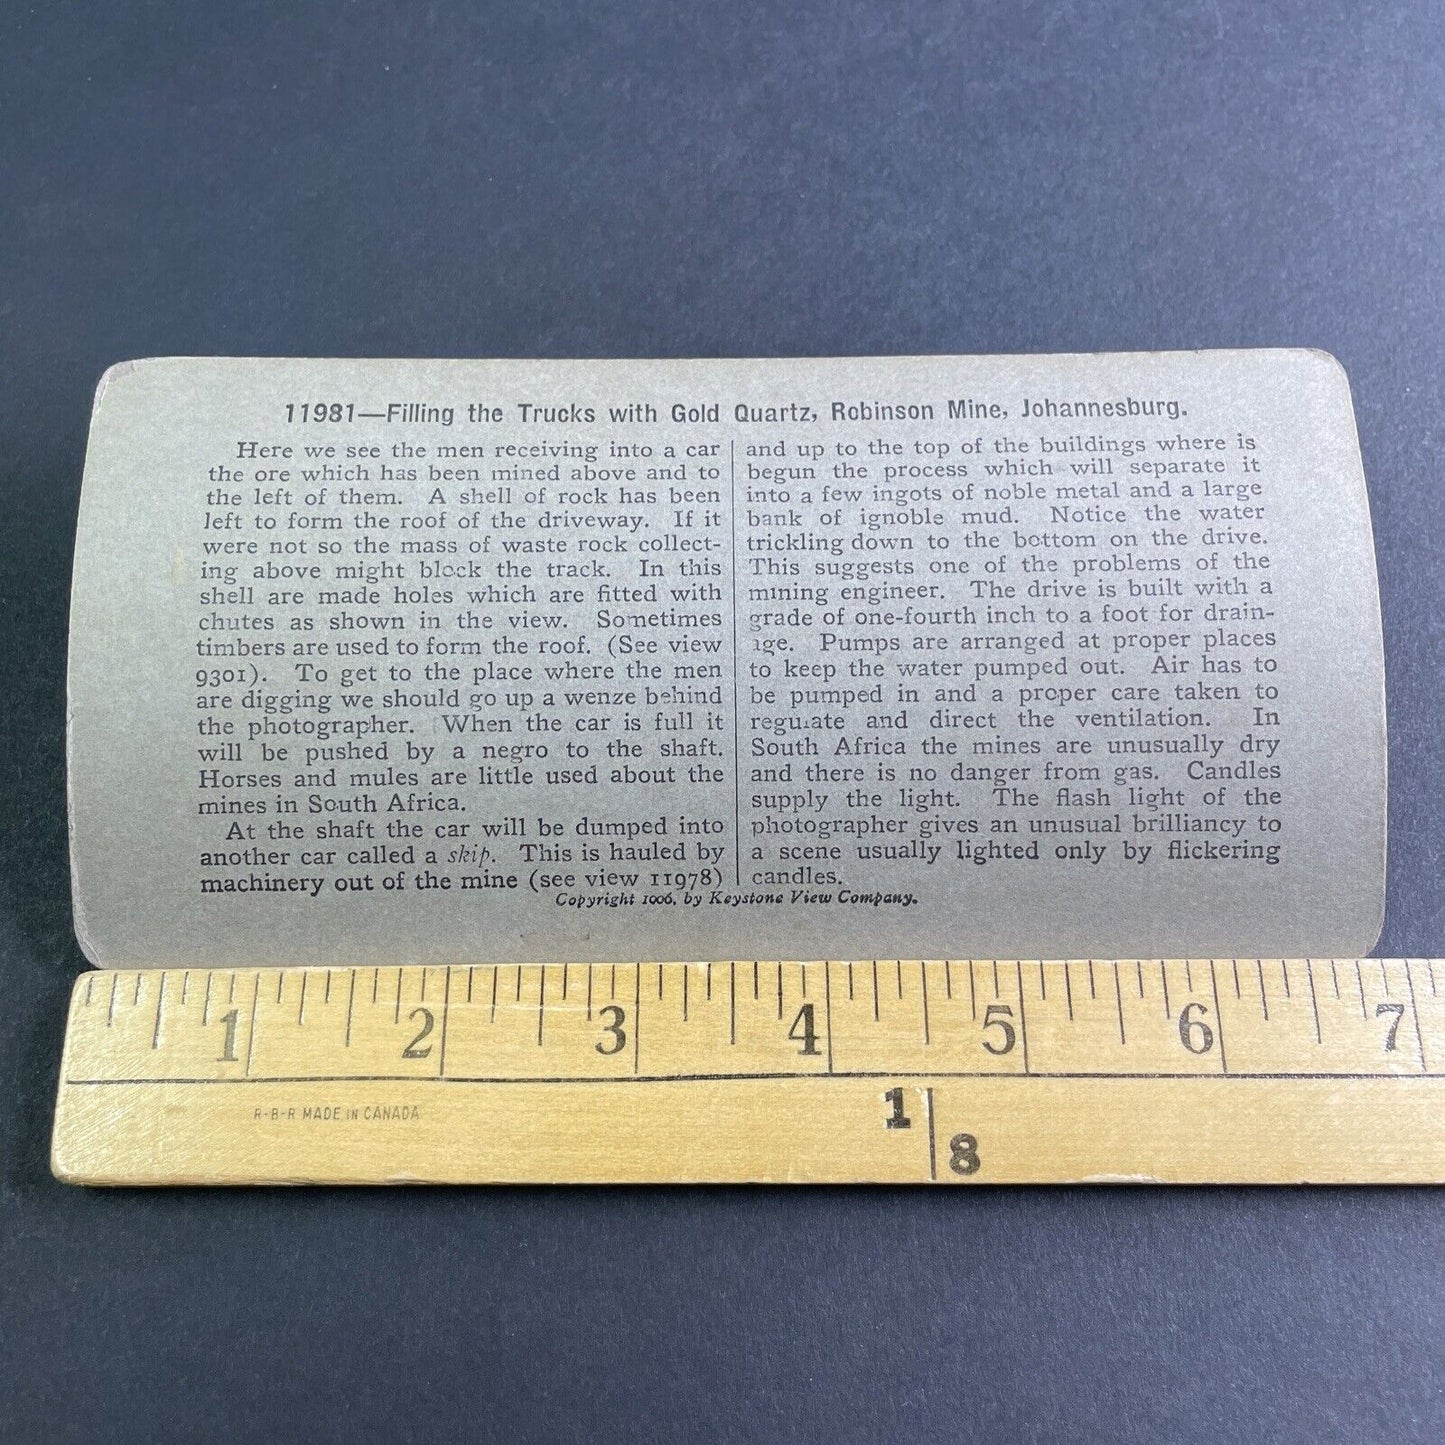 11981—Filling the Trucks with Gold Quartz, Robinson Mine, Johannesburg.
Here we see the men receiving into a car
the ore which has been mined above and to
the left of them. A shell of rock has been
left to form the roof of the driveway. If it
were not so the mass of waste rock collect-
ing above might block the track. In this
shell are made holes which are fitted with
chutes as shown in the view. Sometimes
timbers are used to form the roof. (See view
9301). To get to the place where the men
are digging we should go up a wenze behind
the photographer. When the car is full it
will be pushed by a negro to the shaft.
Horses and mules are little used about the
mines in South Africa.
At the shaft the car will be dumped into
another car called a skip. This is hauled by
machinery out of the mine (see view 11978)
and up to the top of the buildings where is
begun the process which will separate it
into a few ingots of noble metal and a large
bank of ignoble mud. Notice the water
trickling down to the bottom on the drive.
This suggests one of the problems of the
mining engineer. The drive is built with a
grade of one-fourth inch to a foot for drain-
age. Pumps are arranged at proper places
to keep the water pumped out. Air has to
be pumped in and a proper care taken to
regulate and direct the ventilation. In
South Africa the mines are unusually dry
and there is no danger from gas. Candles
supply the light. The flash light of the
photographer gives an unusual brilliancy to
a scene usually lighted only by flickering
candles.
Copyright 1906, by Keystone View Company.
1 2 3 4 5 6 7
R-B-R MADE IN CANADA
1
8